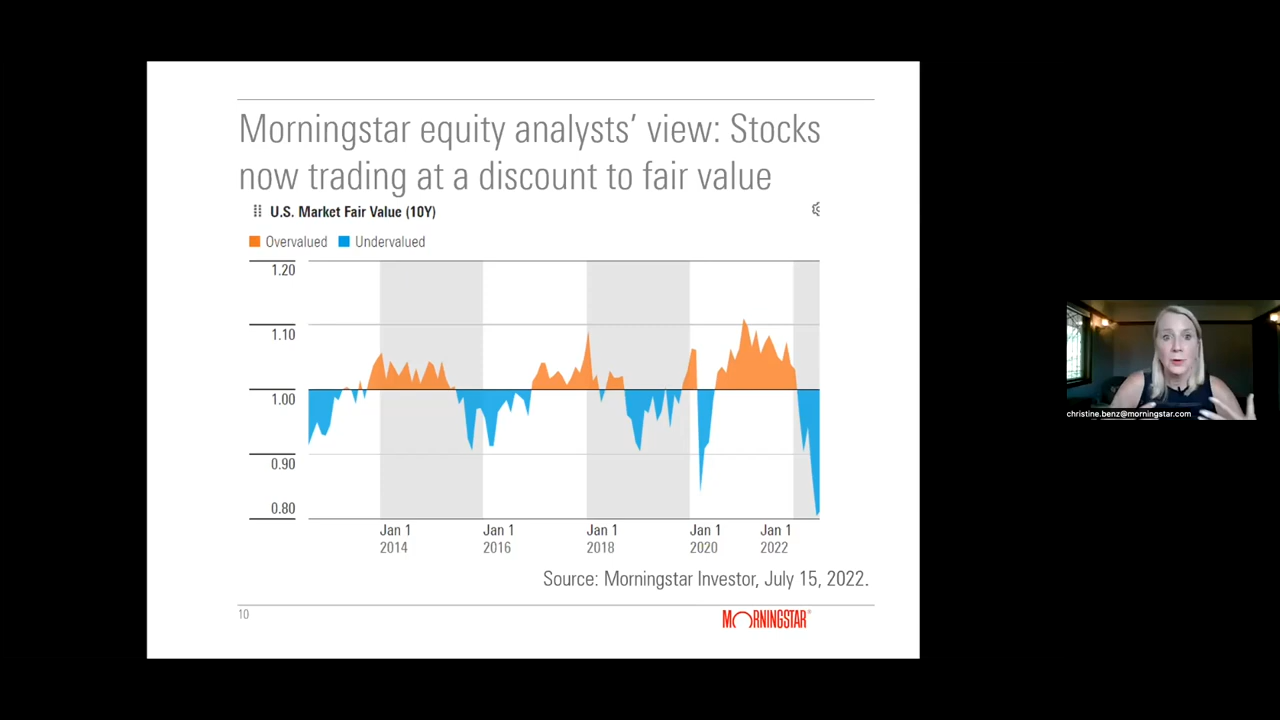 Morningstar equity analysts’ view: Stocks
now trading at a discount to fair value
U.S. Market Fair Value (10Y)
Overvalued Undervalued
1.20
1.10
1.00
0.90
0.80
Jan 1 Jan 1 Jan 1 Jan 1 Jan 1
2014 2016 2018 2020 2022
Source: Morningstar Investor, July 15, 2022.
10
MORNINGSTAR®
christine.benz@morningstar.com